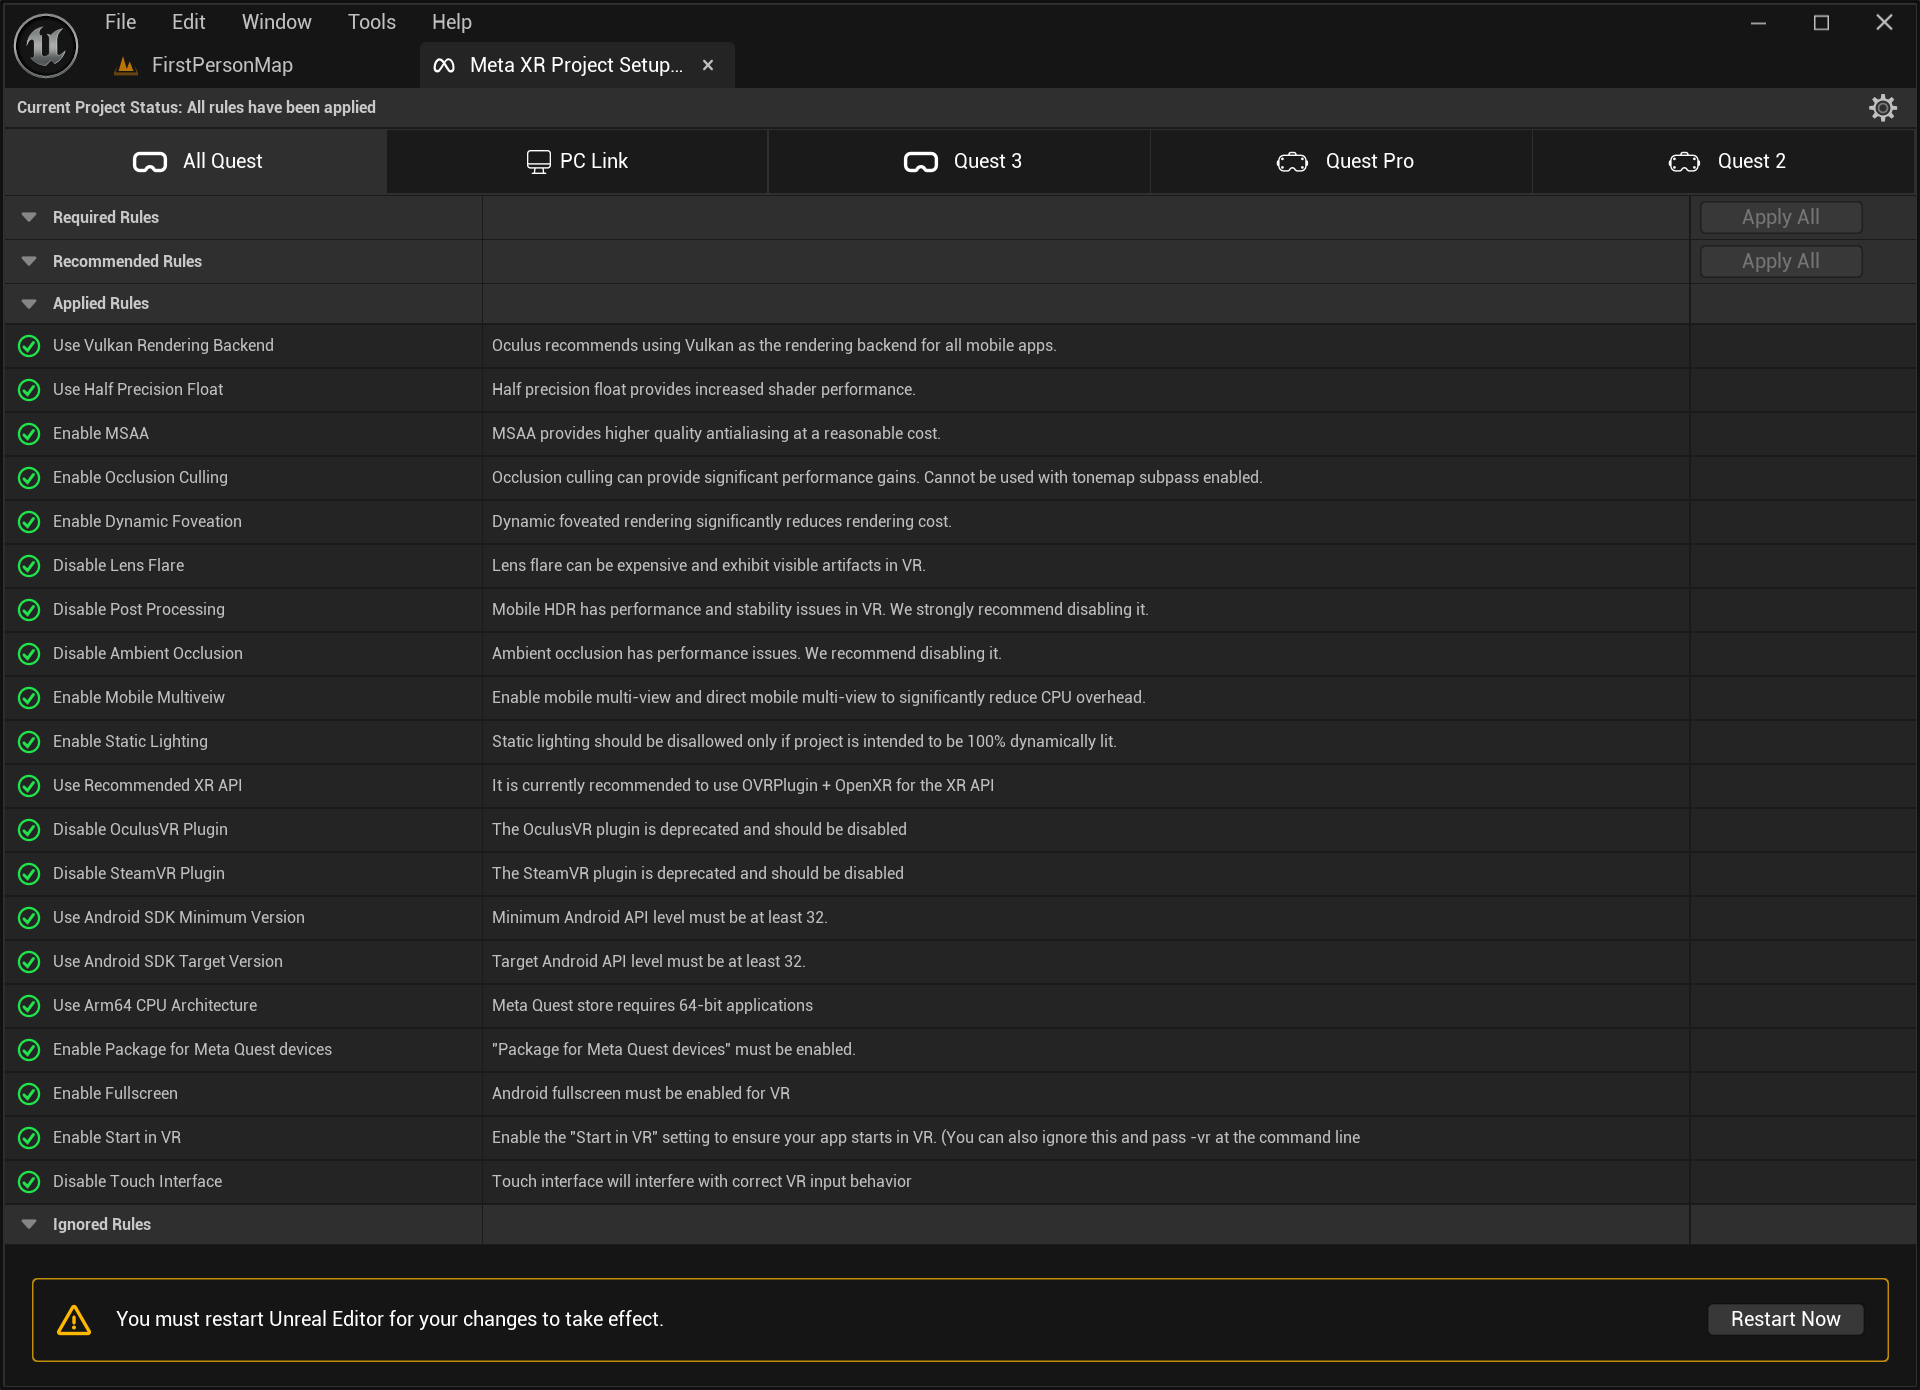 File Edit Window Tools Help
FirstPersonMap Meta XR Project Setup...
Current Project Status: All rules have been applied
All Quest PC Link Quest 3 Quest Pro Quest 2
Required Rules Apply All
Recommended Rules Apply All
Applied Rules
Use Vulkan Rendering Backend Oculus recommends using Vulkan as the rendering backend for all mobile apps.
Use Half Precision Float Half precision float provides increased shader performance.
Enable MSAA MSAA provides higher quality antialiasing at a reasonable cost.
Enable Occlusion Culling Occlusion culling can provide significant performance gains. Cannot be used with tonemap subpass enabled.
Enable Dynamic Foveation Dynamic foveated rendering significantly reduces rendering cost.
Disable Lens Flare Lens flare can be expensive and exhibit visible artifacts in VR.
Disable Post Processing Mobile HDR has performance and stability issues in VR. We strongly recommend disabling it.
Disable Ambient Occlusion Ambient occlusion has performance issues. We recommend disabling it.
Enable Mobile Multiveiw Enable mobile multi-view and direct mobile multi-view to significantly reduce CPU overhead.
Enable Static Lighting Static lighting should be disallowed only if project is intended to be 100% dynamically lit.
Use Recommended XR API It is currently recommended to use OVRPlugin + OpenXR for the XR API
Disable OculusVR Plugin The OculusVR plugin is deprecated and should be disabled
Disable SteamVR Plugin The SteamVR plugin is deprecated and should be disabled
Use Android SDK Minimum Version Minimum Android API level must be at least 32.
Use Android SDK Target Version Target Android API level must be at least 32.
Use Arm64 CPU Architecture Meta Quest store requires 64-bit applications
Enable Package for Meta Quest devices "Package for Meta Quest devices" must be enabled.
Enable Fullscreen Android fullscreen must be enabled for VR
Enable Start in VR Enable the "Start in VR" setting to ensure your app starts in VR. (You can also ignore this and pass -vr at the command line
Disable Touch Interface Touch interface will interfere with correct VR input behavior
Ignored Rules
You must restart Unreal Editor for your changes to take effect. Restart Now